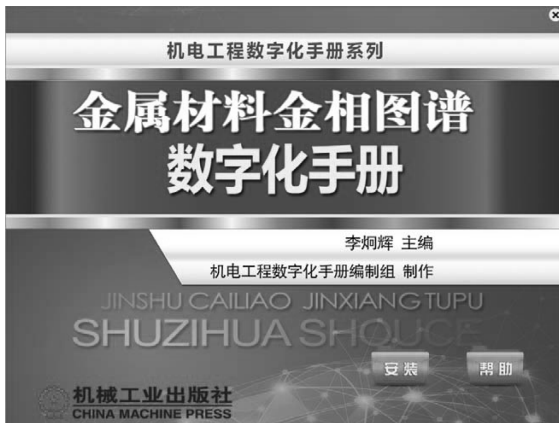 机电工程数字化手册系列
金属材料金相图谱
数字化手册
李炯辉 主编
机电工程数字化手册编制组 制作
JINSHU CAILIAO JINXIANG TUPU
SHUZIHUA SHOUCE
安装 帮助
机械工业出版社
CHINA MACHINE PRESS